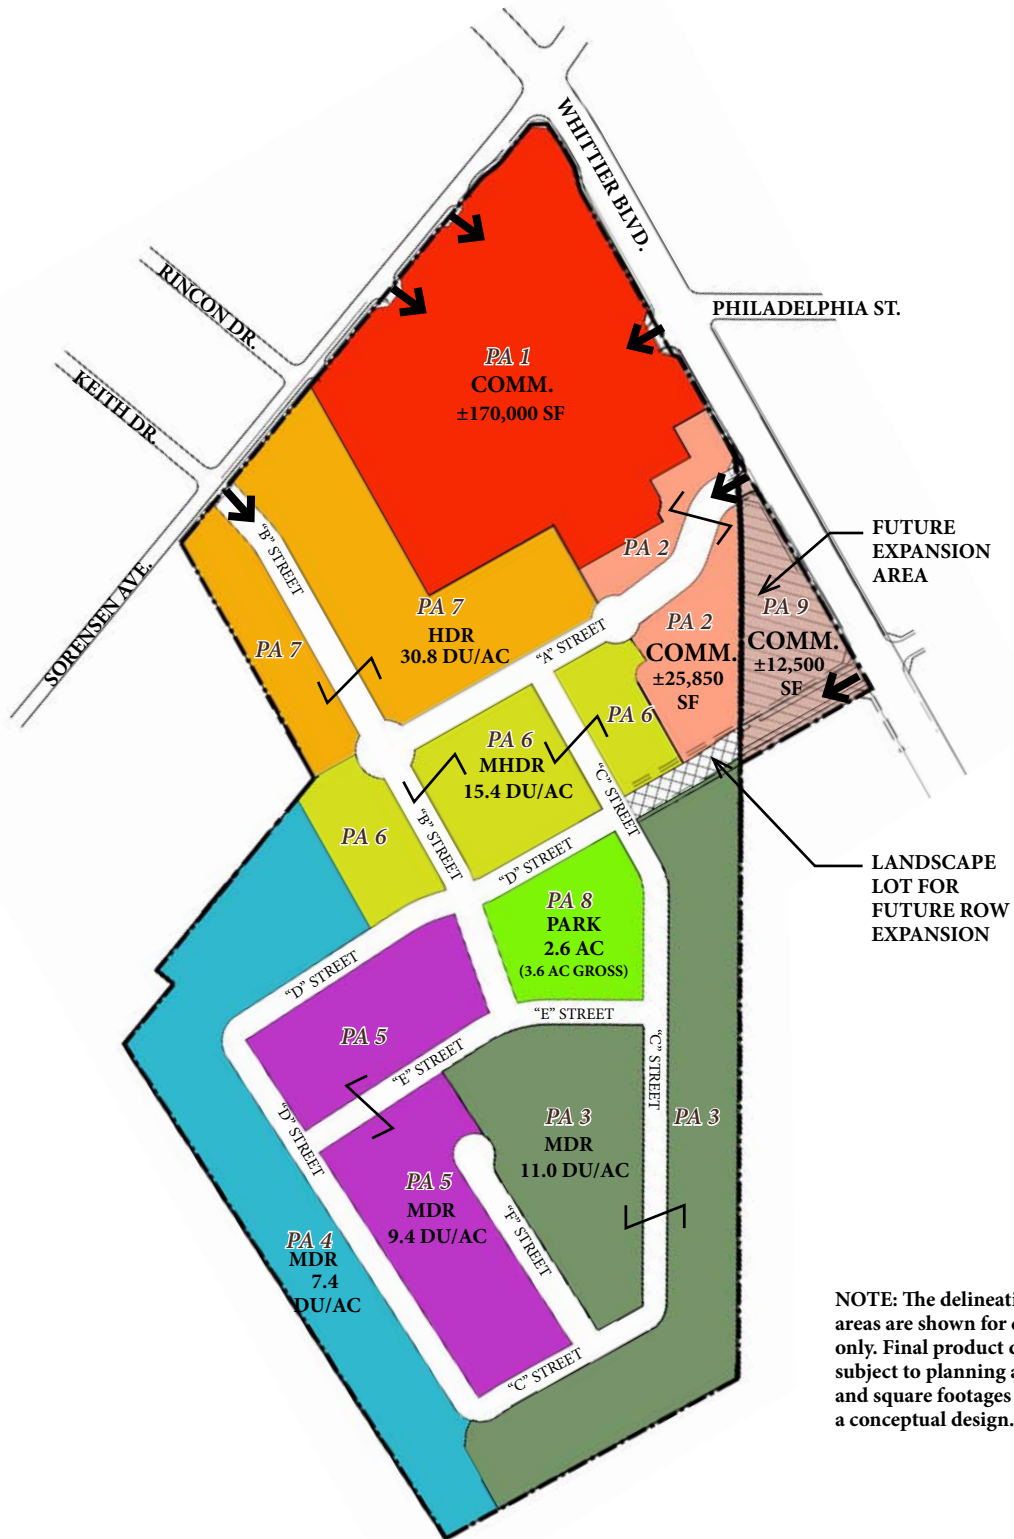 WHITTIER BLVD.
PHILADELPHIA ST.
RINCON DR.
KEITH DR.
SORENSEN AVE.
PA 1
COMM.
±170,000 SF
"B" STREET
PA 7
HDR
30.8 DU/AC
PA 7
PA 2
FUTURE
EXPANSION
AREA
PA 2
COMM.
±25,850
SF
PA 9
COMM.
±12,500
SF
"A" STREET
PA 6
MHDR
15.4 DU/AC
PA 6
"C" STREET
PA 6
"B" STREET
"D" STREET
LANDSCAPE
LOT FOR
FUTURE ROW
EXPANSION
PA 8
PARK
2.6 AC
(3.6 AC GROSS)
"D" STREET
"E" STREET
PA 5
"E" STREET
"C" STREET
"D" STREET
PA 3
MDR
11.0 DU/AC
PA 3
PA 5
MDR
9.4 DU/AC
"F" STREET
PA 4
MDR
7.4
DU/AC
"C" STREET
NOTE: The delineati
areas are shown for
only. Final product
subject to planning a
and square footages
a conceptual design.